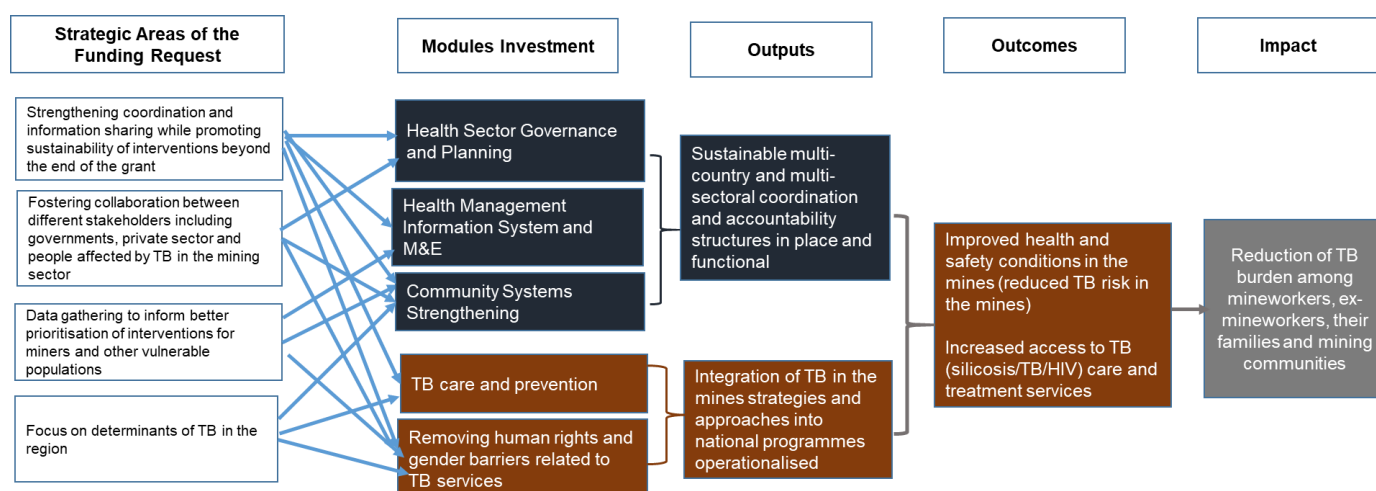 Strategic Areas of the
Funding Request
Modules Investment
Outputs
Outcomes
Impact
Strengthening coordination and
information sharing while promoting
sustainability of interventions beyond
the end of the grant
Fostering collaboration between
different stakeholders including
governments, private sector and
people affected by TB in the mining
sector
Data gathering to inform better
prioritisation of interventions for
miners and other vulnerable
populations
Focus on determinants of TB in the
region
Health Sector Governance
and Planning
Health Management
Information System and
M&E
Community Systems
Strengthening
TB care and prevention
Removing human rights and
gender barriers related to
TB services
Sustainable multi-
country and multi-
sectoral coordination
and accountability
structures in place and
functional
Integration of TB in the
mines strategies and
approaches into
national programmes
operationalised
Improved health and
safety conditions in the
mines (reduced TB risk in
the mines)
Increased access to TB
(silicosis/TB/HIV) care and
treatment services
Reduction of TB
burden among
mineworkers, ex-
mineworkers, their
families and mining
communities